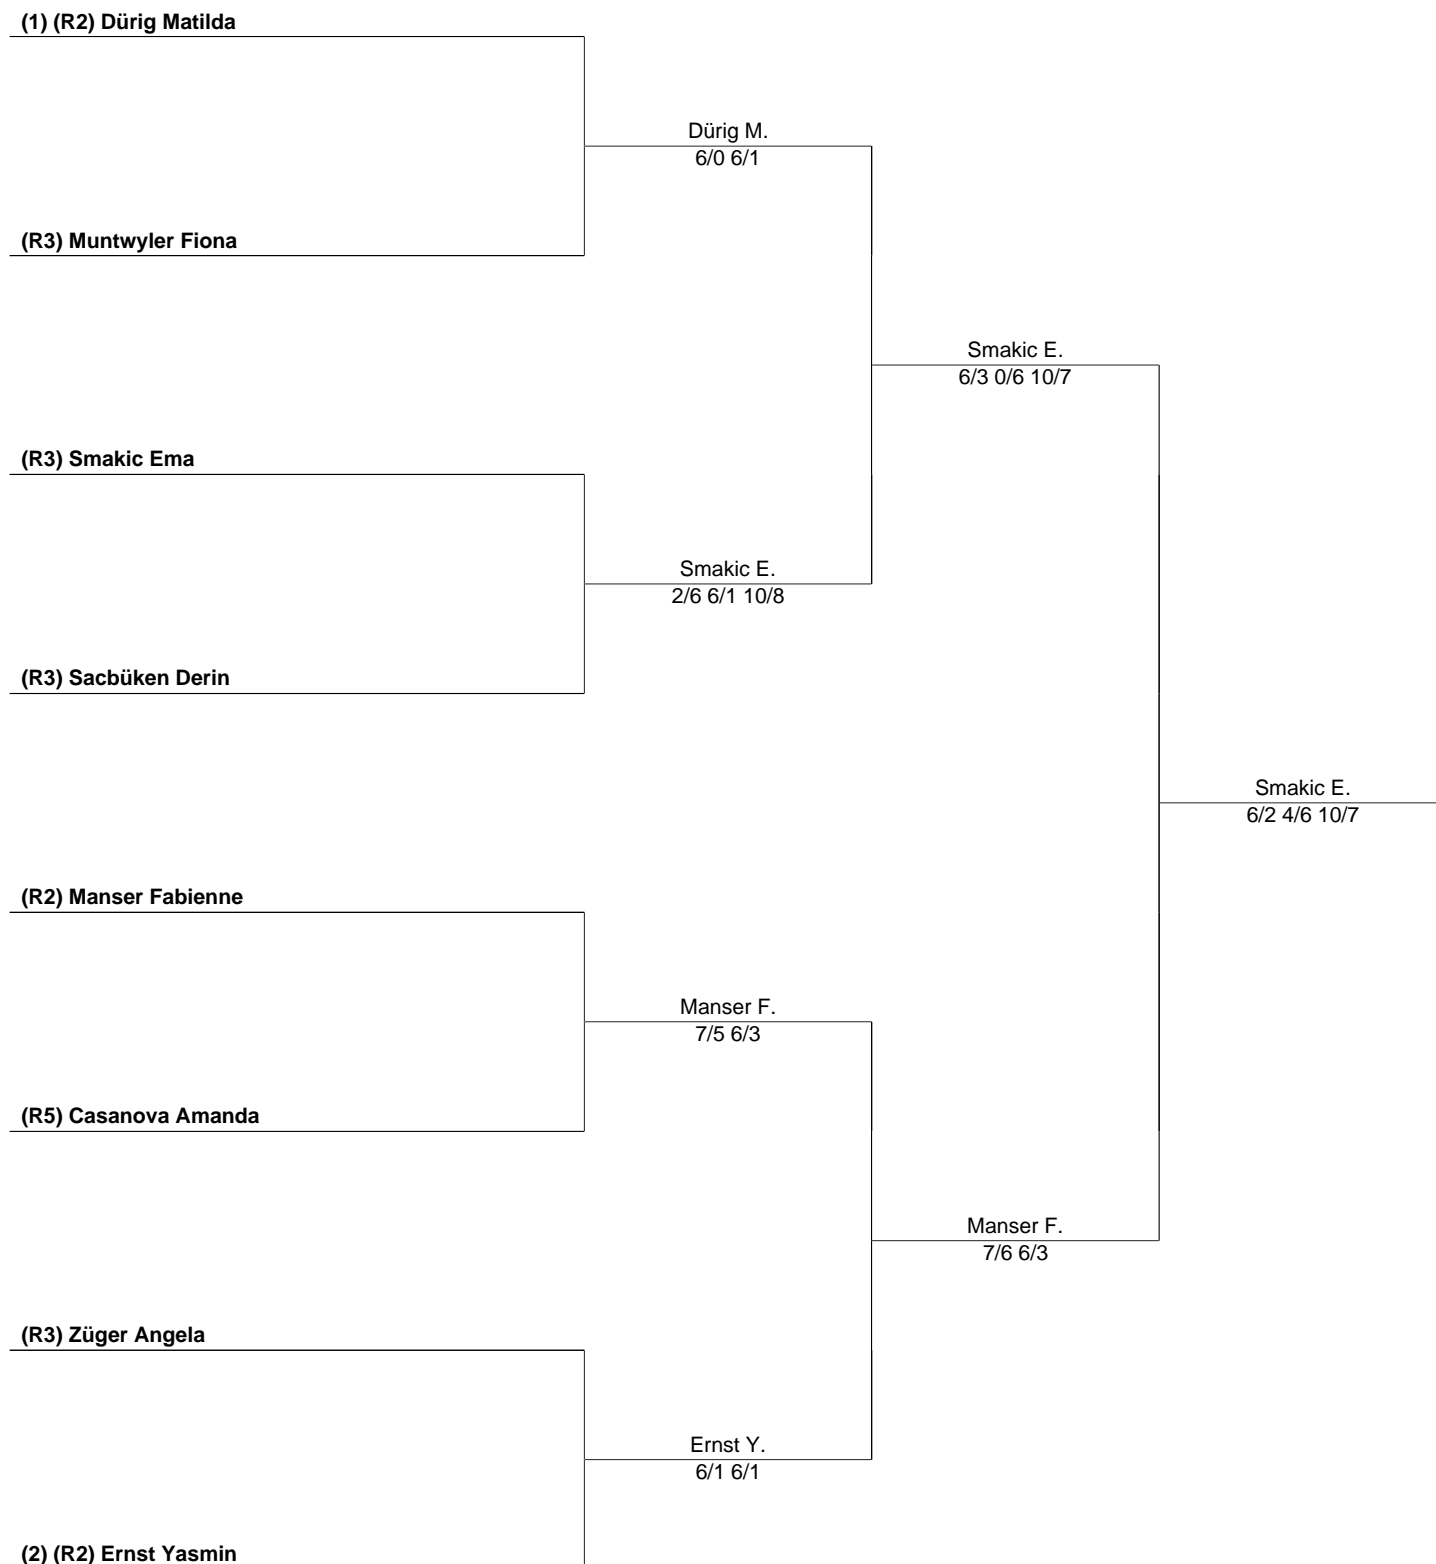 (1) (R2) Dürig Matilda
Dürig M.
6/0 6/1
(R3) Muntwyler Fiona
Smakic E.
6/3 0/6 10/7
(R3) Smakic Ema
Smakic E.
2/6 6/1 10/8
(R3) Sacbüken Derin
Smakic E.
6/2 4/6 10/7
(R2) Manser Fabienne
Manser F.
7/5 6/3
(R5) Casanova Amanda
Manser F.
7/6 6/3
(R3) Züger Angela
Ernst Y.
6/1 6/1
(2) (R2) Ernst Yasmin